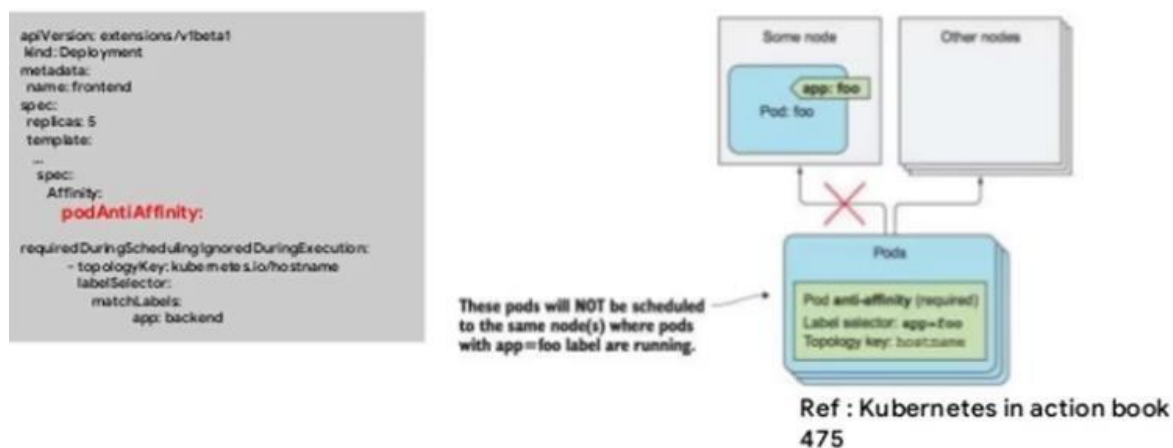 apiVersion: extensions/v1beta1
kind: Deployment
metadata:
name: frontend
spec:
replicas: 5
template:
...
spec:
Affinity:
podAntiAffinity:
requiredDuringSchedulingIgnoredDuringExecution:
- topologyKey: kubernetes.io/hostname
labelSelector:
matchLabels:
app: backend
Some node
app: foo
Pod: foo
Other nodes
Pods
Pod anti-affinity (required)
Label selector: app=foo
Topology key: hostname
These pods will NOT be scheduled
to the same node(s) where pods
with app=foo label are running.
Ref : Kubernetes in action book
475